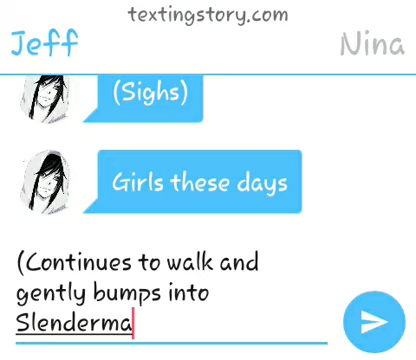 textingstory.com
Jeff
Nina
(Sighs)
Girls these days
(Continues to walk and
gently bumps into
Slenderma